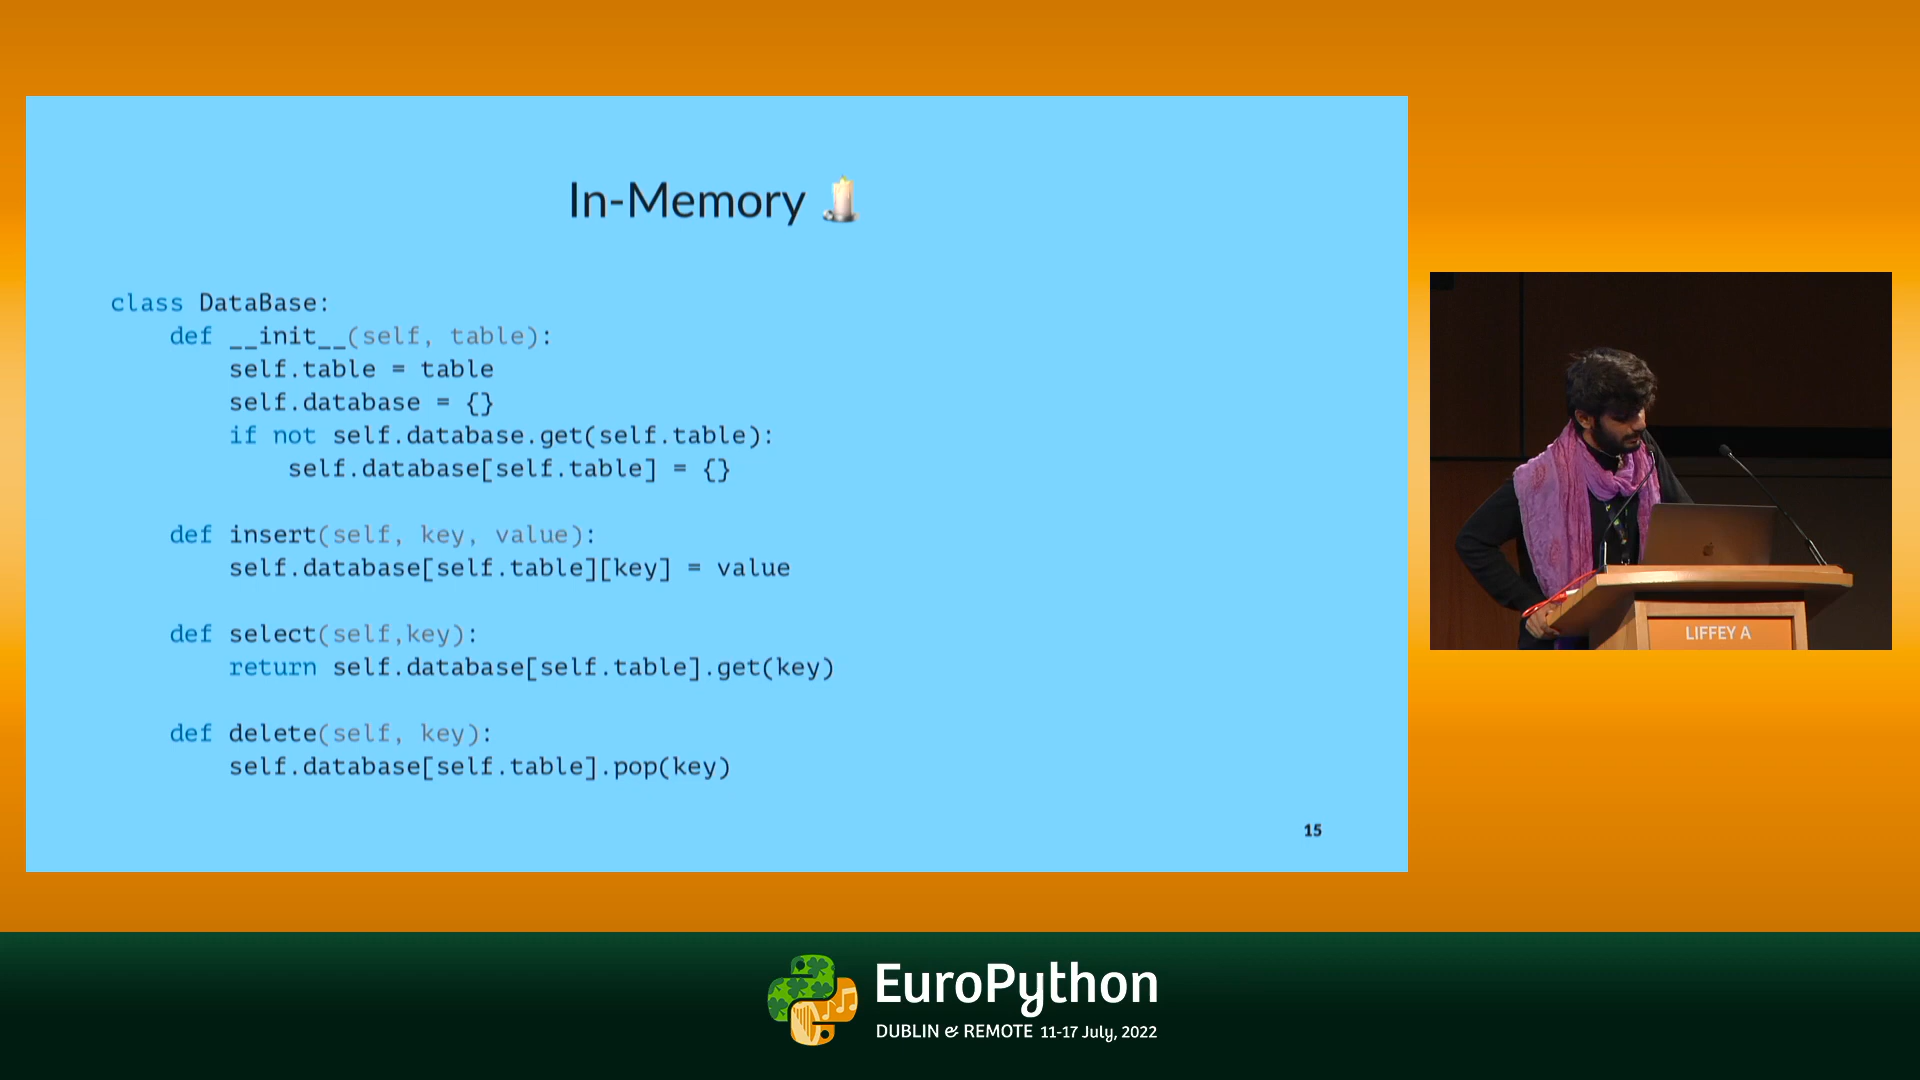 In-Memory
class DataBase:
    def __init__(self, table):
        self.table = table
        self.database = {}
        if not self.database.get(self.table):
            self.database[self.table] = {}
    def insert(self, key, value):
        self.database[self.table][key] = value
    def select(self,key):
        return self.database[self.table].get(key)
    def delete(self, key):
        self.database[self.table].pop(key)
15
LIFFEY A
EuroPython
DUBLIN & REMOTE 11-17 July, 2022